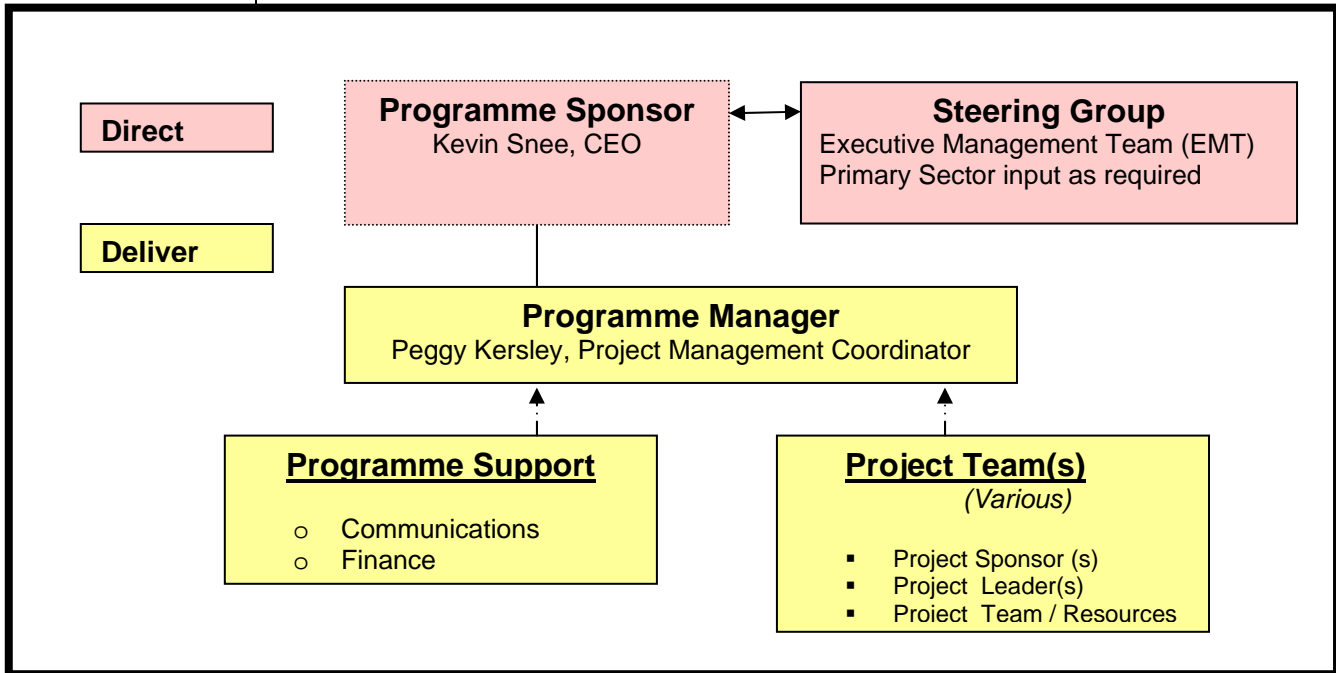 Direct
Deliver
Programme Sponsor
Kevin Snee, CEO
Steering Group
Executive Management Team (EMT)
Primary Sector input as required
Programme Manager
Peggy Kersley, Project Management Coordinator
Programme Support
o Communications
o Finance
Project Team(s)
(Various)
▪ Project Sponsor (s)
▪ Project Leader(s)
▪ Project Team / Resources